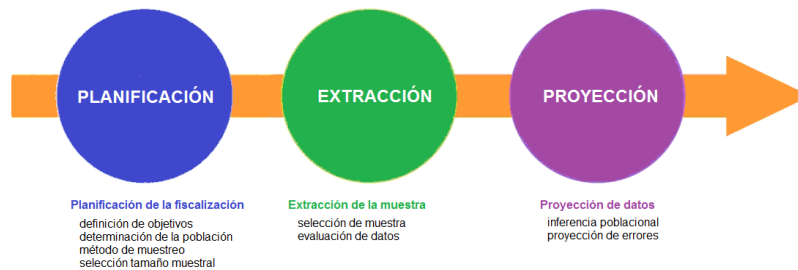 PLANIFICACIÓN
EXTRACCIÓN
PROYECCIÓN
Planificación de la fiscalización
definición de objetivos
determinación de la población
método de muestreo
selección tamaño muestral
Extracción de la muestra
selección de muestra
evaluación de datos
Proyección de datos
inferencia poblacional
proyección de errores